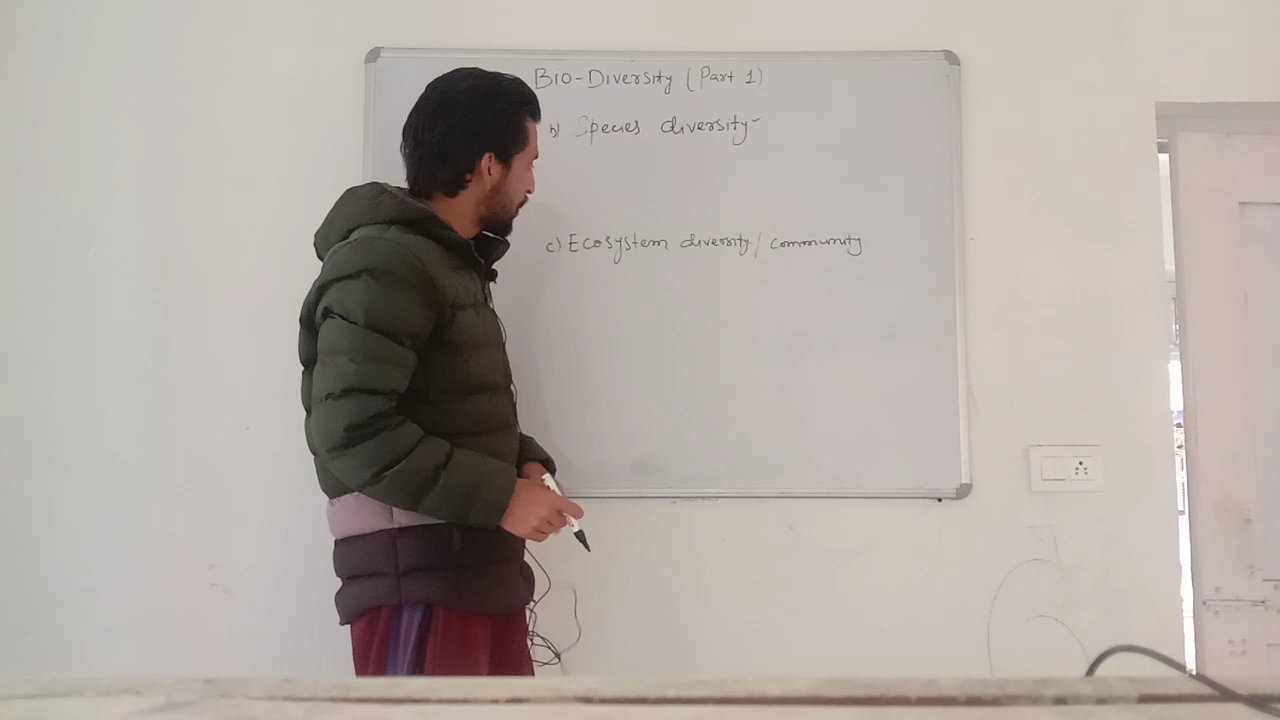 BIO-Diversity (Part 1)
b) Species diversity-
c) Ecosystem diversity/ community